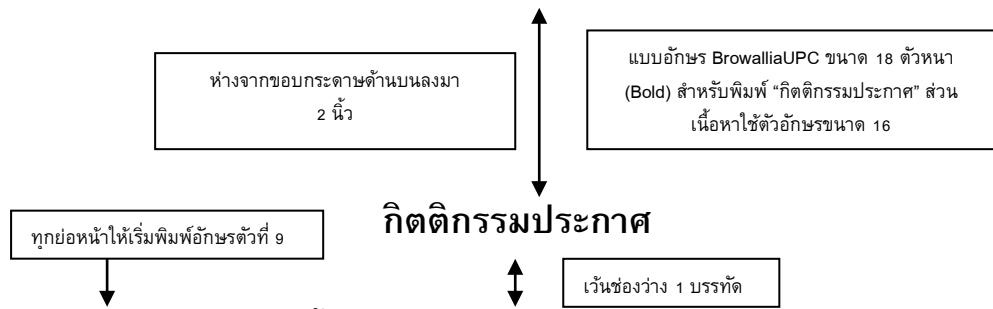 ห่างจากขอบกระดาษด้านบนลงมา
2 นิ้ว
แบบอักษร BrowalliaUPC ขนาด 18 ตัวหนา
(Bold) สำหรับพิมพ์ “กิตติกรรมประกาศ” ส่วน
เนื้อหาใช้ตัวอักษรขนาด 16
กิตติกรรมประกาศ
ทุกย่อหน้าให้เริ่มพิมพ์อักษรตัวที่ 9
เว้นช่องว่าง 1 บรรทัด